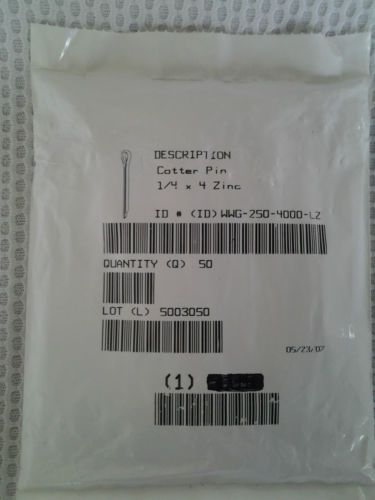 DESCRIPTION
Cotter Pin
1/4 x 4 Zinc
ID # (ID) WWG-250-4000-LZ
QUANTITY (Q) 50
LOT (L) 5003050
05/23/07
(1)